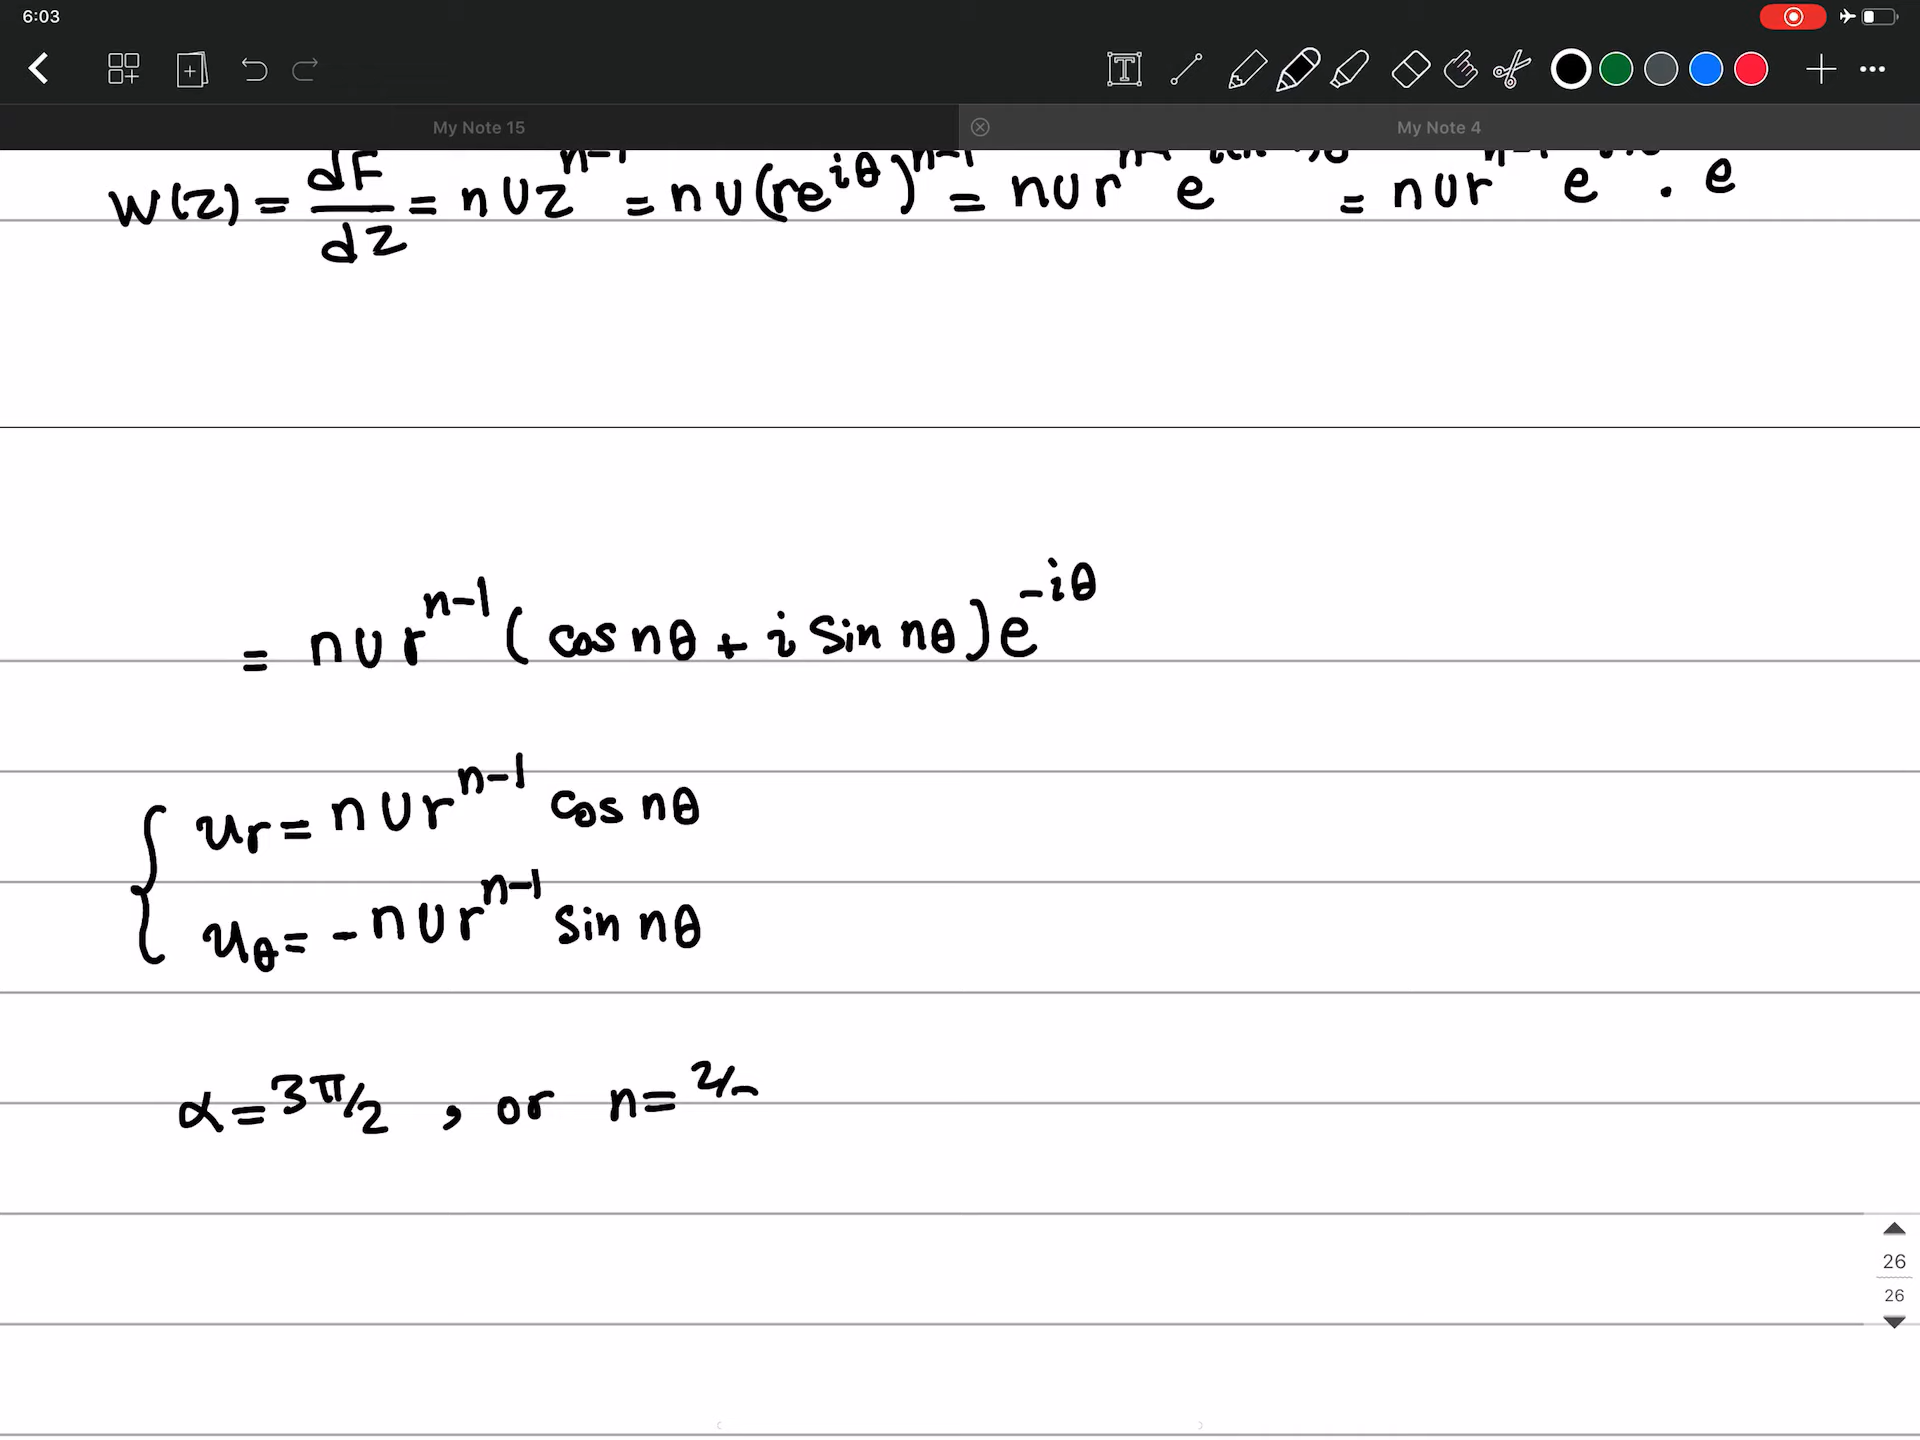 6:03
My Note 15
My Note 4
W(z) = dF/dz = nUz^{n-1} = nU(re^{iθ})^{n-1} = nUr e = nUr^{n-1} e . e
= nUr^{n-1} (cos nθ + i sin nθ) e^{-iθ}
u_r = nUr^{n-1} cos nθ
u_θ = -nUr^{n-1} sin nθ
α = 3π/2 , or n = 2/
26
26